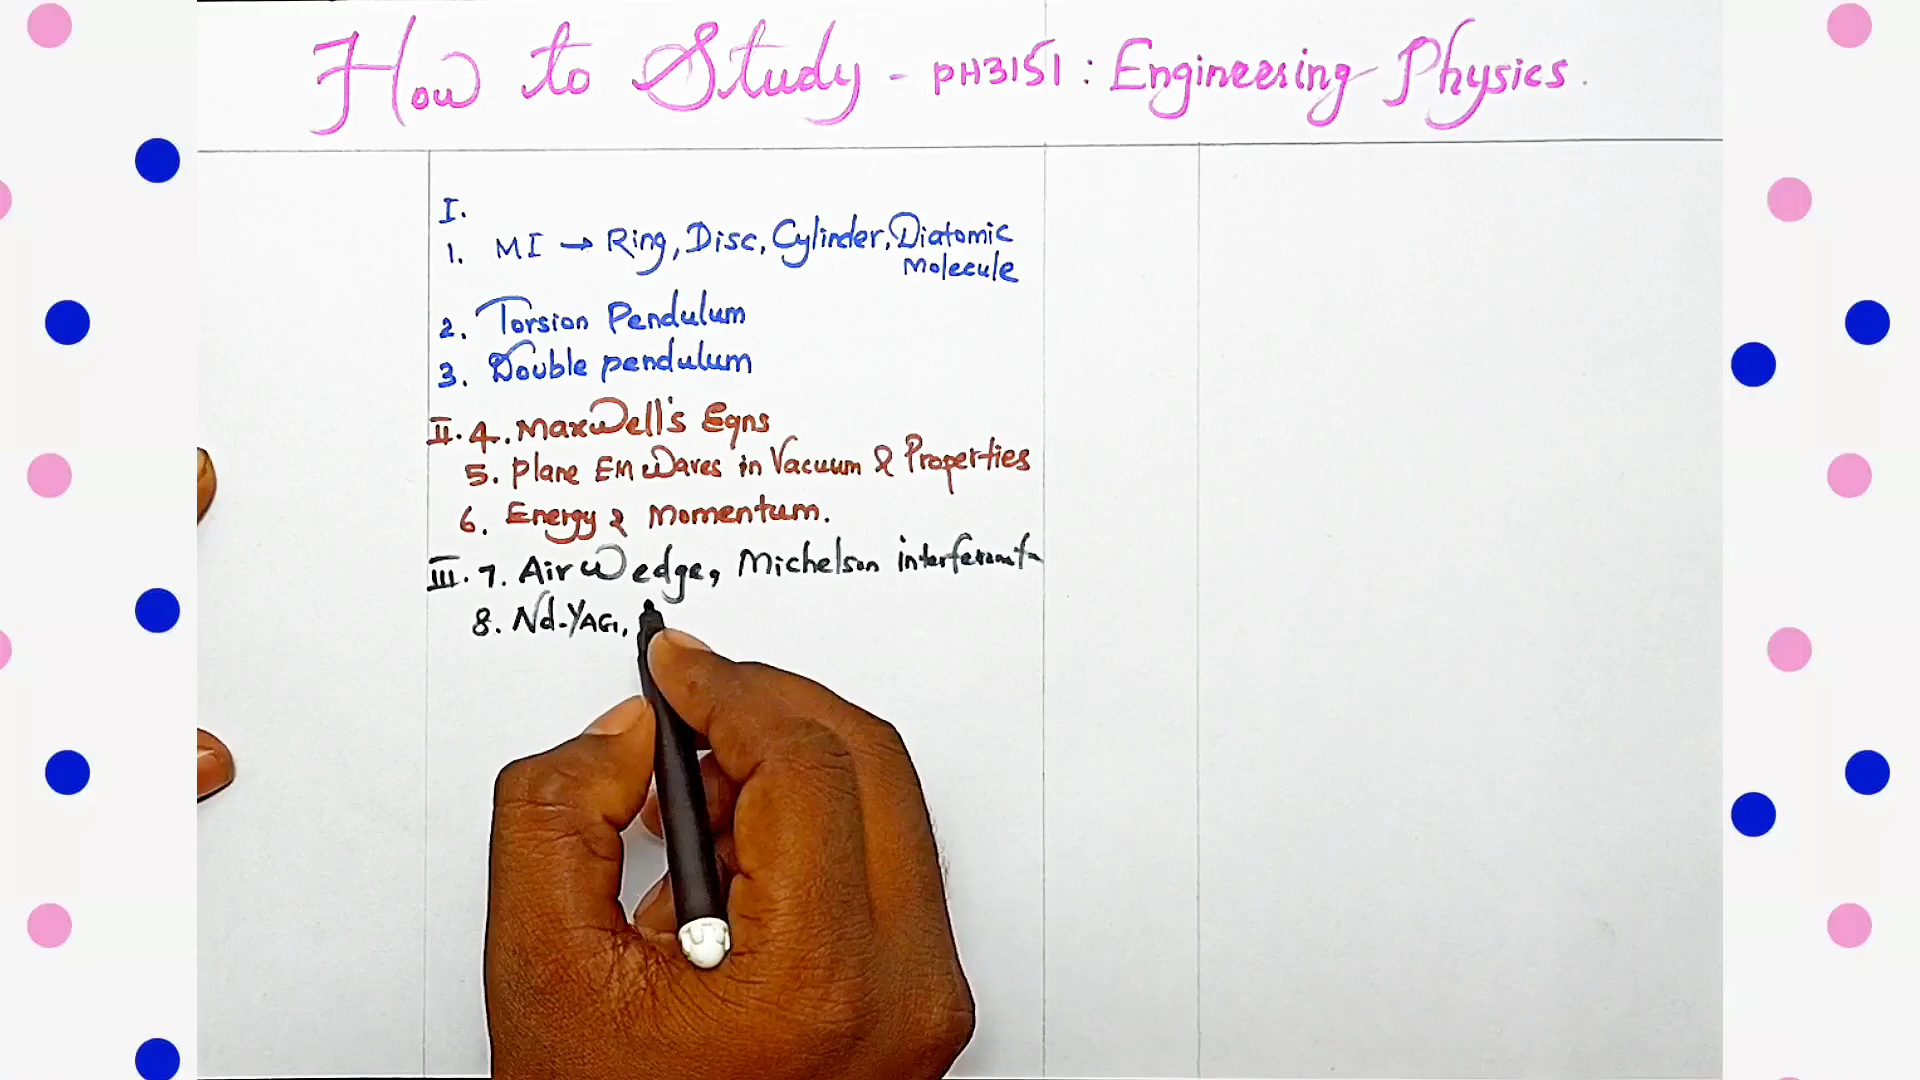 How to Study - PH3151 : Engineering Physics.
I.
1. MI → Ring, Disc, Cylinder, Diatomic
Molecule
2. Torsion Pendulum
3. Double pendulum
II. 4. Maxwell's Eqns
5. Plane EM Waves in Vacuum & Properties
6. Energy & Momentum.
III. 7. Air Wedge, Michelson
8. Nd-YAG,